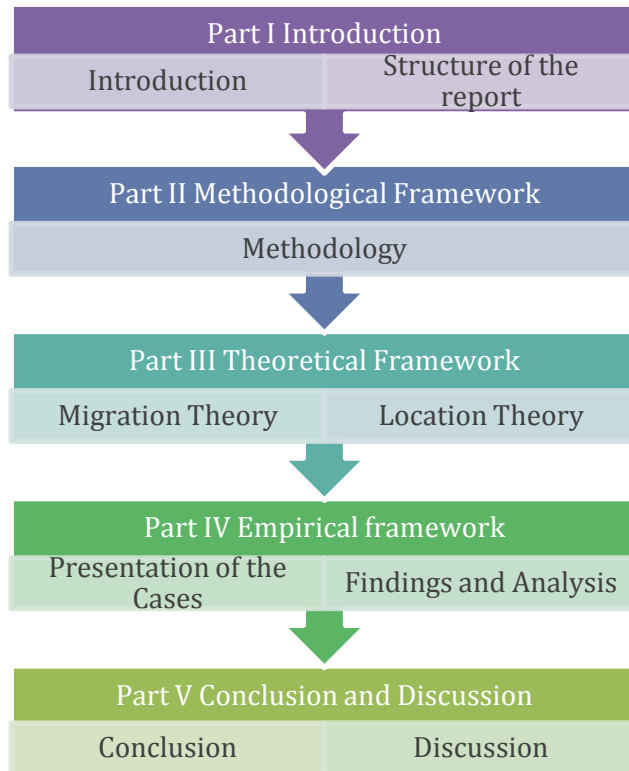 Part I Introduction
Introduction
Structure of the
report
Part II Methodological Framework
Methodology
Part III Theoretical Framework
Migration Theory
Location Theory
Part IV Empirical framework
Presentation of the
Cases
Findings and Analysis
Part V Conclusion and Discussion
Conclusion
Discussion